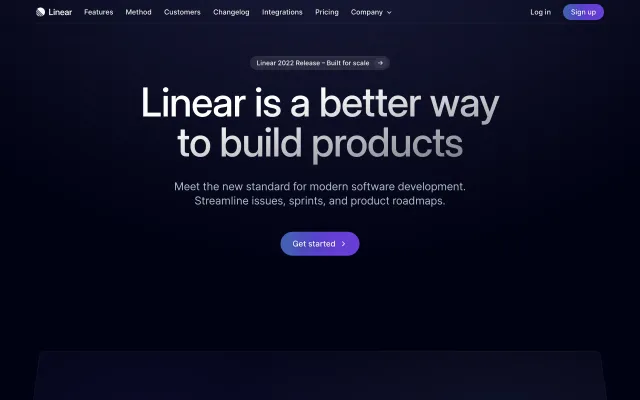 Linear Features Method Customers Changelog Integrations Pricing Company Log in Sign up
Linear 2022 Release – Built for scale →
Linear is a better way
to build products
Meet the new standard for modern software development.
Streamline issues, sprints, and product roadmaps.
Get started